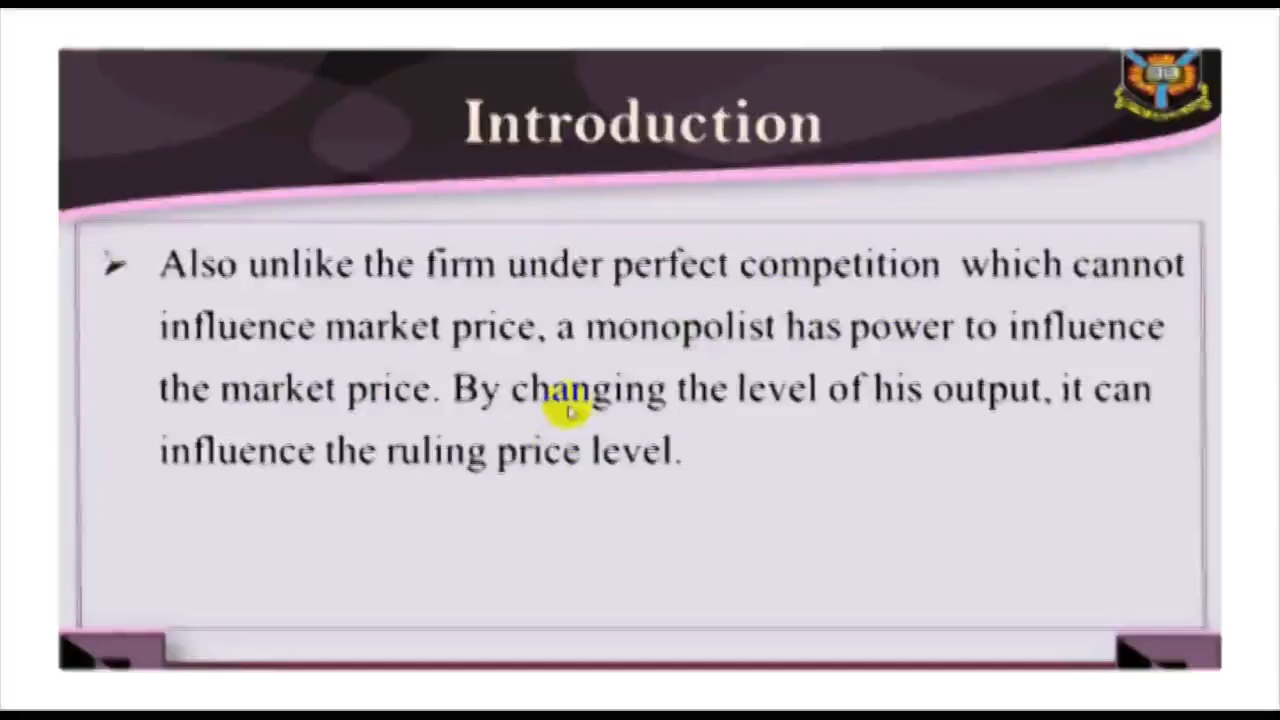 Introduction
Also unlike the firm under perfect competition which cannot
influence market price, a monopolist has power to influence
the market price. By changing the level of his output, it can
influence the ruling price level.